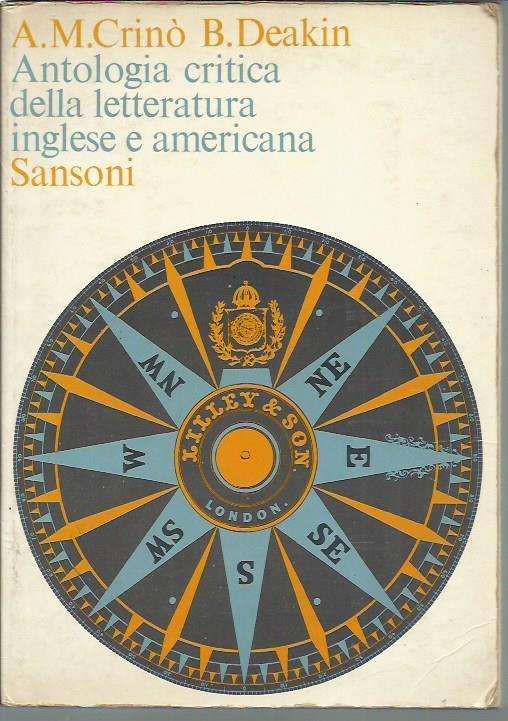 A.M.Crinò B.Deakin
Antologia critica
della letteratura
inglese e americana
Sansoni
NW
NE
LILLEY & SON
W
E
LONDON.
SW
SE
S